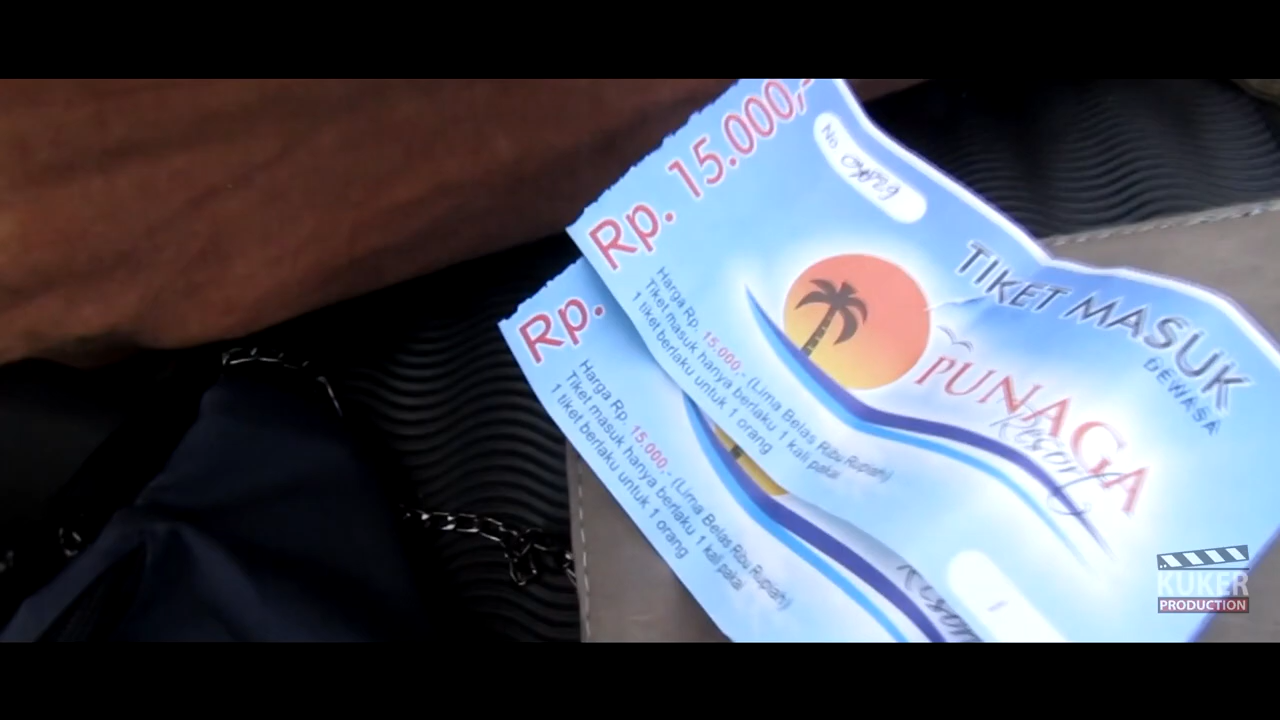 Rp. 15.000,-
No.
TIKET MASUK
DEWASA
PUNAGA
Resort
Harga Rp. 15.000.- (Lima Belas Ribu Rupiah)
Tiket masuk hanya berlaku 1 kali pakai
1 tiket berlaku untuk 1 orang
Rp.
Harga Rp. 15.000.- (Lima Belas Ribu Rupiah)
Tiket masuk hanya berlaku 1 kali pakai
1 tiket berlaku untuk 1 orang
KUKER
PRODUCTION